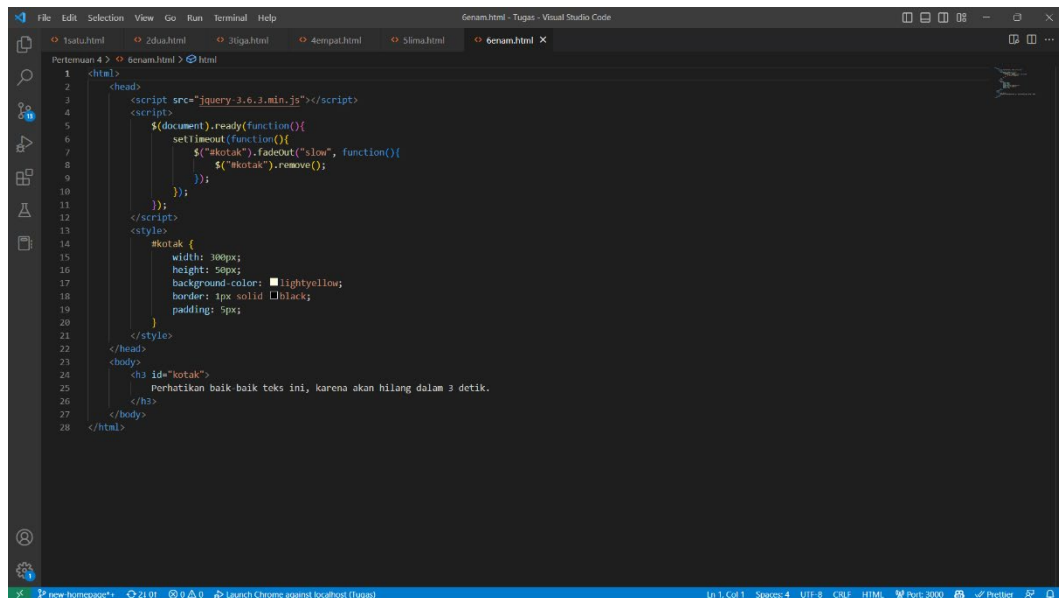 File Edit Selection View Go Run Terminal Help 6enam.html - Tugas - Visual Studio Code
1satu.html 2dua.html 3tiga.html 4empat.html 5lima.html 6enam.html
Pertemuan 4 > 6enam.html > html
1 <html>
2 <head>
3 <script src="jquery-3.6.3.min.js"></script>
4 <script>
5 $(document).ready(function(){
6 setTimeout(function(){
7 $("#kotak").fadeOut("slow", function(){
8 $("#kotak").remove();
9 });
10 });
11 });
12 </script>
13 <style>
14 #kotak {
15 width: 300px;
16 height: 50px;
17 background-color: lightyellow;
18 border: 1px solid black;
19 padding: 5px;
20 }
21 </style>
22 </head>
23 <body>
24 <h3 id="kotak">
25 Perhatikan baik-baik teks ini, karena akan hilang dalam 3 detik.
26 </h3>
27 </body>
28 </html>
new-homepage*+ 2↓ 0↑ 0 0 Launch Chrome against localhost (Tugas) Ln 1, Col 1 Spaces: 4 UTF-8 CRLF HTML Port: 3000 Prettier